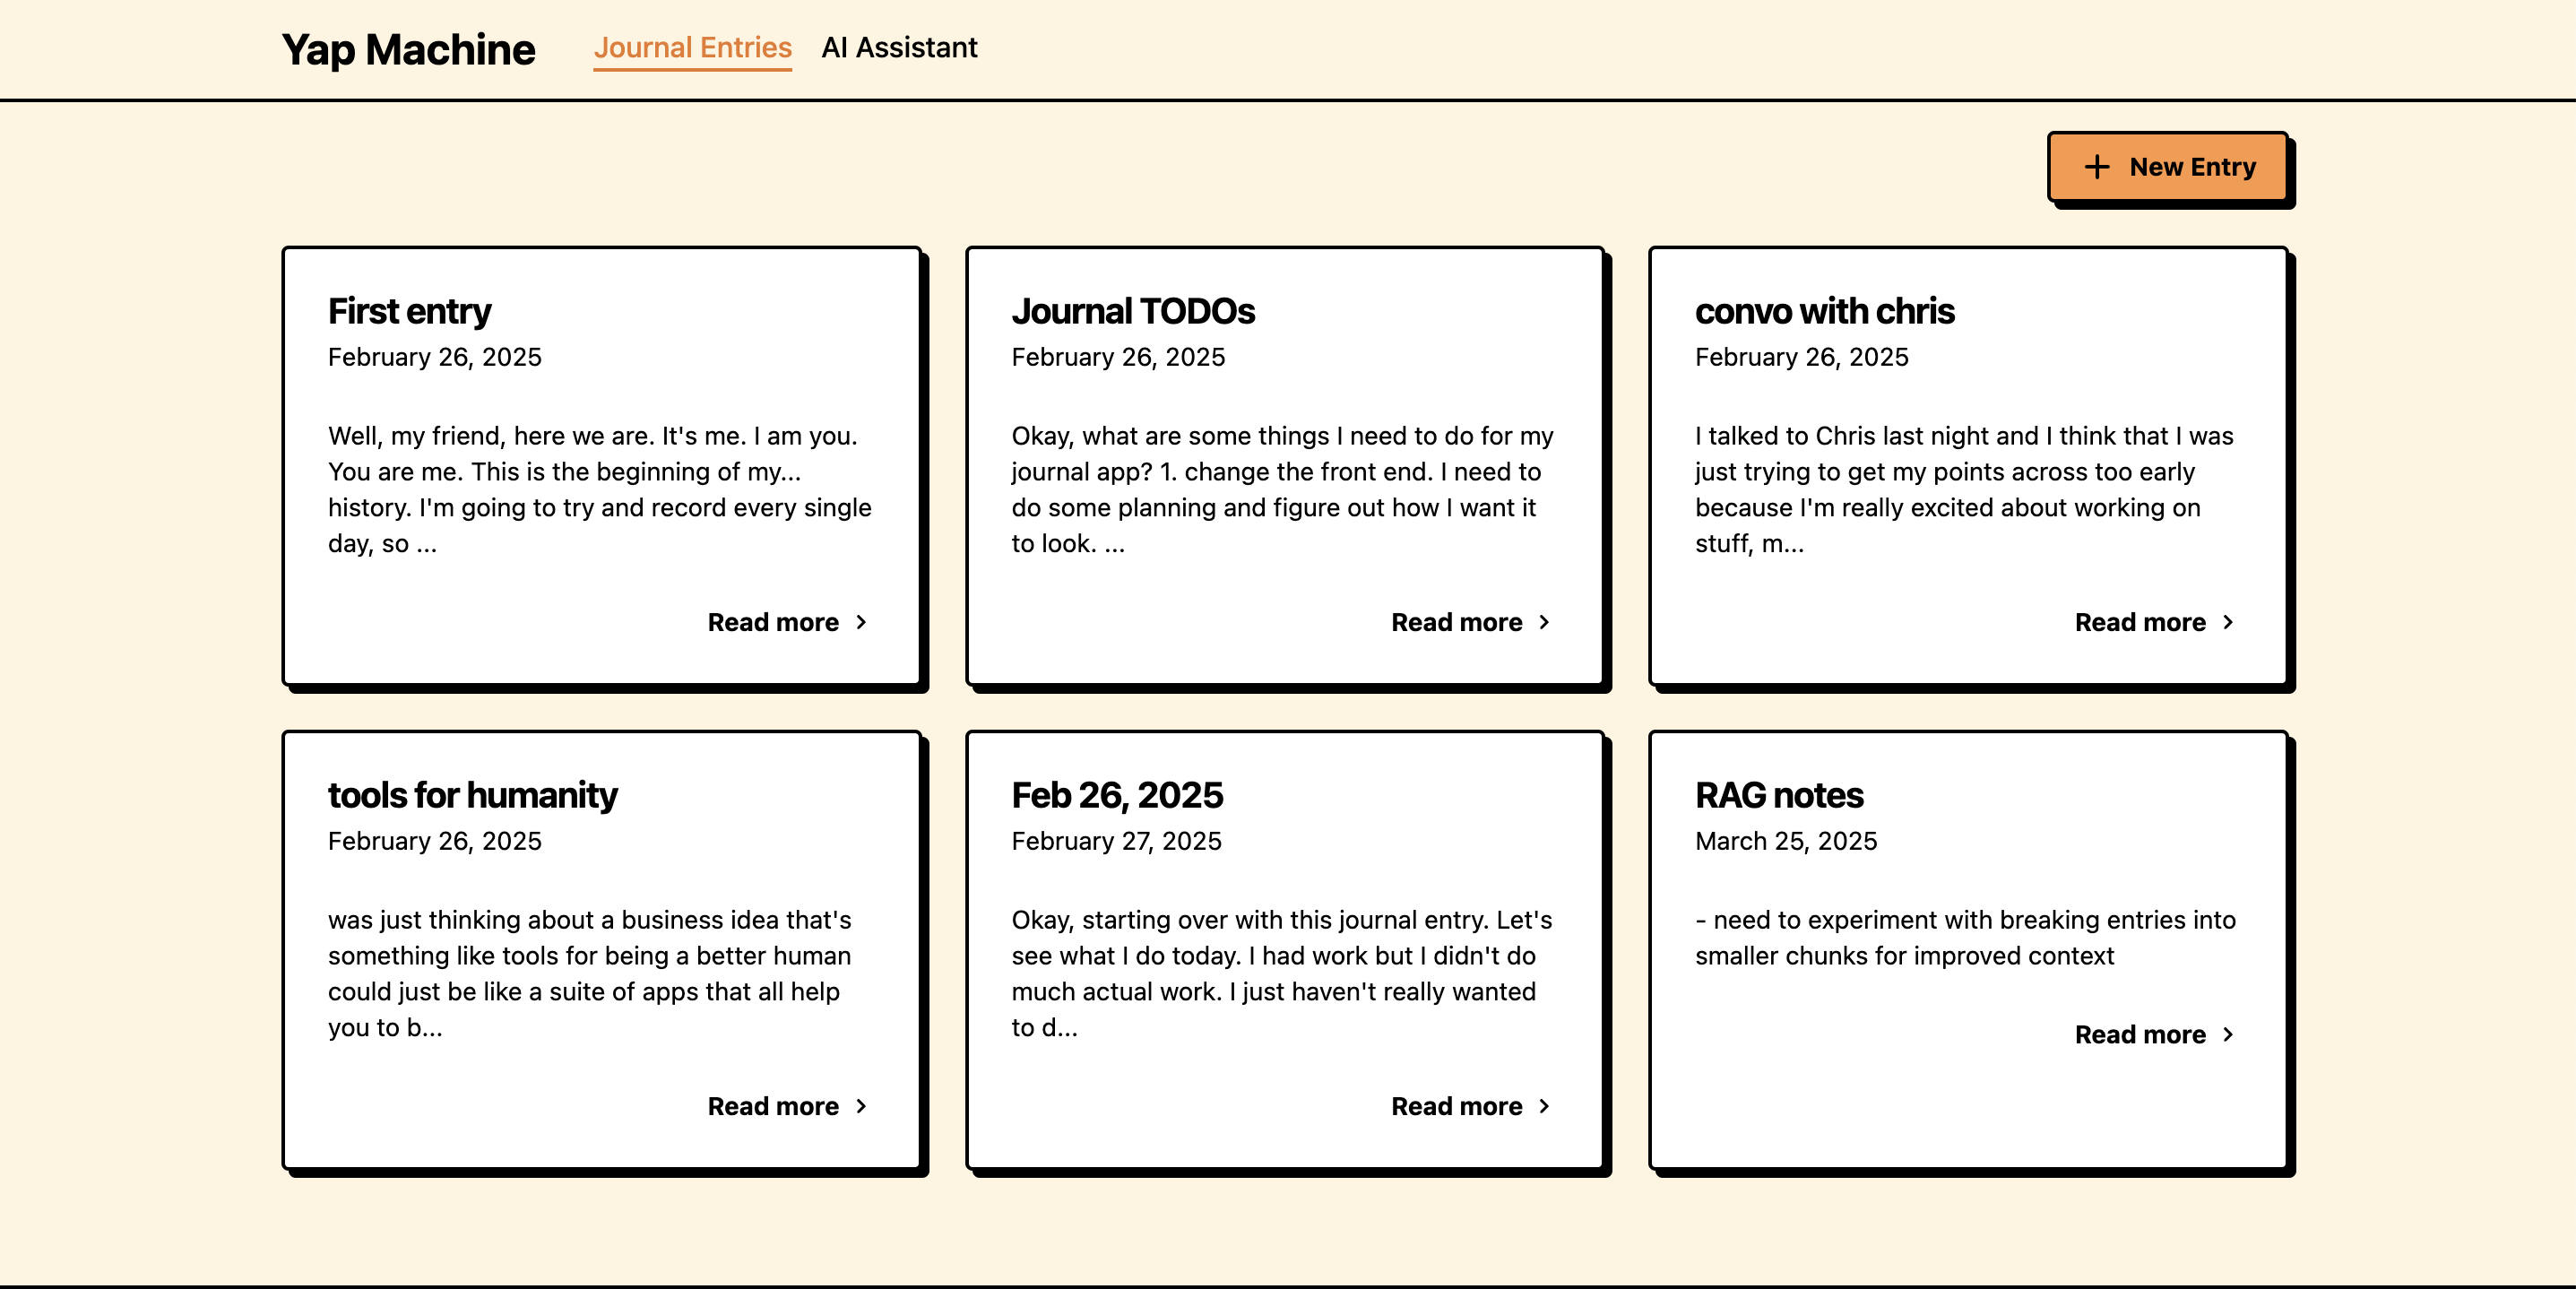 Yap Machine
Journal Entries
AI Assistant
+ New Entry
First entry
February 26, 2025
Well, my friend, here we are. It's me. I am you.
You are me. This is the beginning of my...
history. I'm going to try and record every single
day, so ...
Read more
Journal TODOs
February 26, 2025
Okay, what are some things I need to do for my
journal app? 1. change the front end. I need to
do some planning and figure out how I want it
to look. ...
Read more
convo with chris
February 26, 2025
I talked to Chris last night and I think that I was
just trying to get my points across too early
because I'm really excited about working on
stuff, m...
Read more
tools for humanity
February 26, 2025
was just thinking about a business idea that's
something like tools for being a better human
could just be like a suite of apps that all help
you to b...
Read more
Feb 26, 2025
February 27, 2025
Okay, starting over with this journal entry. Let's
see what I do today. I had work but I didn't do
much actual work. I just haven't really wanted
to d...
Read more
RAG notes
March 25, 2025
- need to experiment with breaking entries into
smaller chunks for improved context
Read more